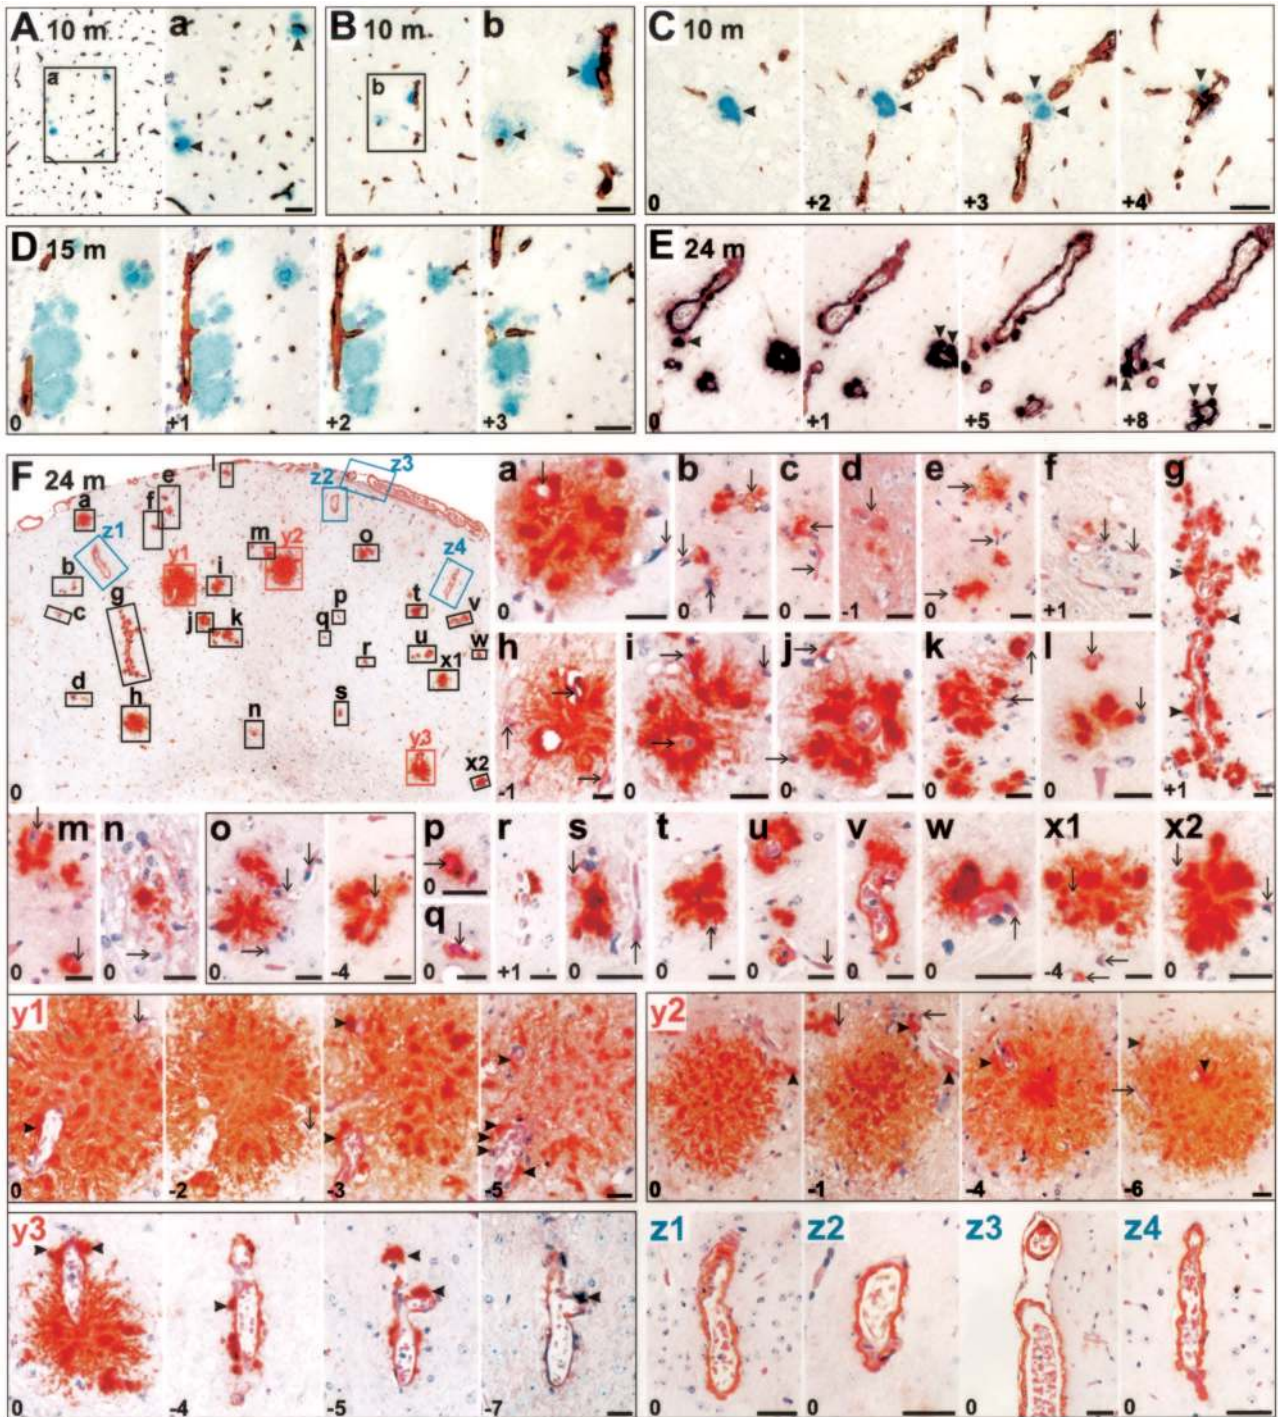 A 10 m a B 10 m b C 10 m
a b
0 +2 +3 +4
D 15 m E 24 m
0 +1 +2 +3 0 +1 +5 +8
F 24 m l z3 a b c d e f g
e z2
a f
z1 m y2 o z4
y1
b i
c g t v
j k q p 0 0 0 -1 0 +1
r u w h i j k l
x1
d h n s
y3
x2
0 -1 0 0 0 0 +1
m n o p r s t u v w x1 x2
0
q
0 0 0 -4 0 +1 0 0 0 0 0 -4 0
y1 y2
0 -2 -3 -5 0 -1 -4 -6
y3 z1 z2 z3 z4
0 -4 -5 -7 0 0 0 0